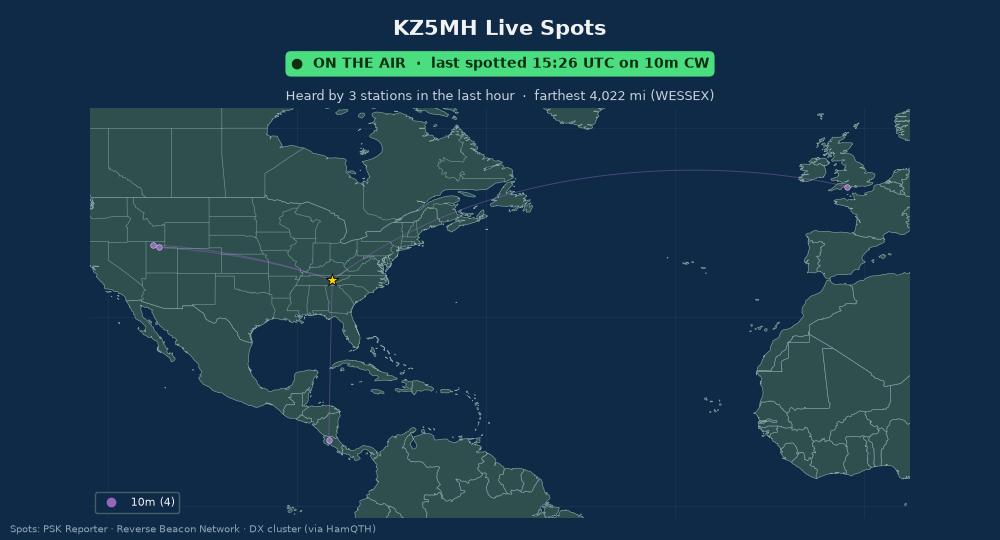 KZ5MH Live Spots
● ON THE AIR · last spotted 15:26 UTC on 10m CW
Heard by 3 stations in the last hour · farthest 4,022 mi (WESSEX)
10m (4)
Spots: PSK Reporter · Reverse Beacon Network · DX cluster (via HamQTH)